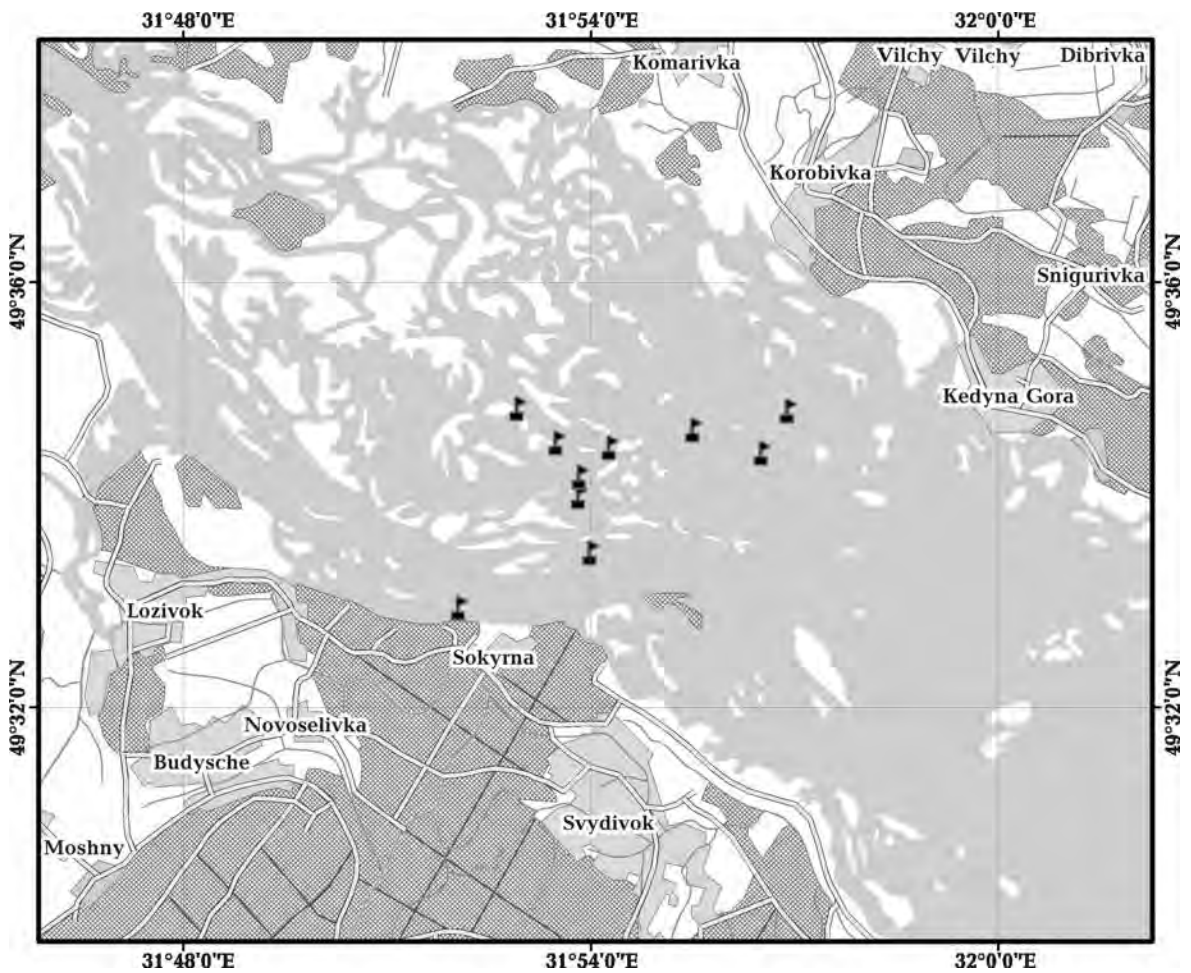 31°48'0"E 31°54'0"E 32°0'0"E
Komarivka Vilchy Vilchy Dibrivka
Korobivka
49°36'0"N Snigurivka 49°36'0"N
Kedyna Gora
Lozivok
Sokyrna
49°32'0"N Novoselivka 49°32'0"N
Budysche
Svydivok
Moshny
31°48'0"E 31°54'0"E 32°0'0"E